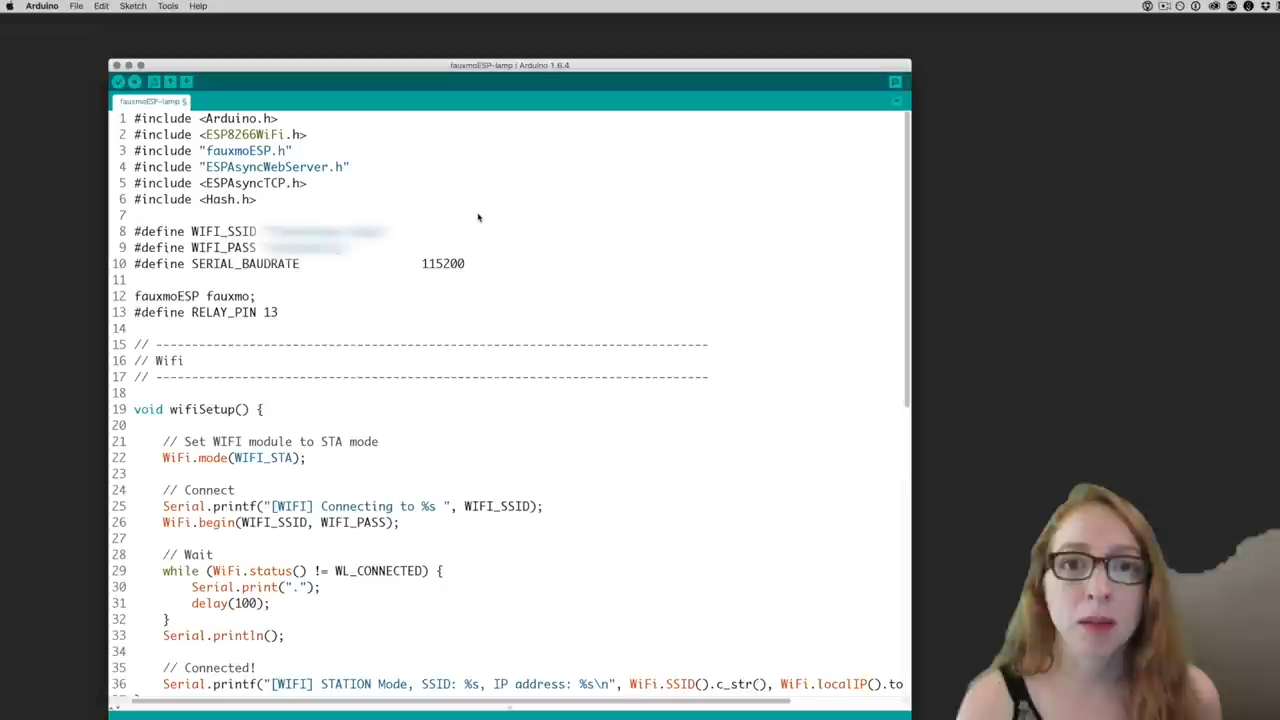 Arduino File Edit Sketch Tools Help
fauxmoESP-lamp | Arduino 1.6.4
fauxmoESP-lamp §
1 #include <Arduino.h>
2 #include <ESP8266WiFi.h>
3 #include "fauxmoESP.h"
4 #include "ESPAsyncWebServer.h"
5 #include <ESPAsyncTCP.h>
6 #include <Hash.h>
7
8 #define WIFI_SSID
9 #define WIFI_PASS
10 #define SERIAL_BAUDRATE 115200
11
12 fauxmoESP fauxmo;
13 #define RELAY_PIN 13
14
15 // -----------------------------------------------------------------------------
16 // Wifi
17 // -----------------------------------------------------------------------------
18
19 void wifiSetup() {
20
21 // Set WIFI module to STA mode
22 WiFi.mode(WIFI_STA);
23
24 // Connect
25 Serial.printf("[WIFI] Connecting to %s ", WIFI_SSID);
26 WiFi.begin(WIFI_SSID, WIFI_PASS);
27
28 // Wait
29 while (WiFi.status() != WL_CONNECTED) {
30 Serial.print(".");
31 delay(100);
32 }
33 Serial.println();
34
35 // Connected!
36 Serial.printf("[WIFI] STATION Mode, SSID: %s, IP address: %s\n", WiFi.SSID().c_str(), WiFi.localIP().to